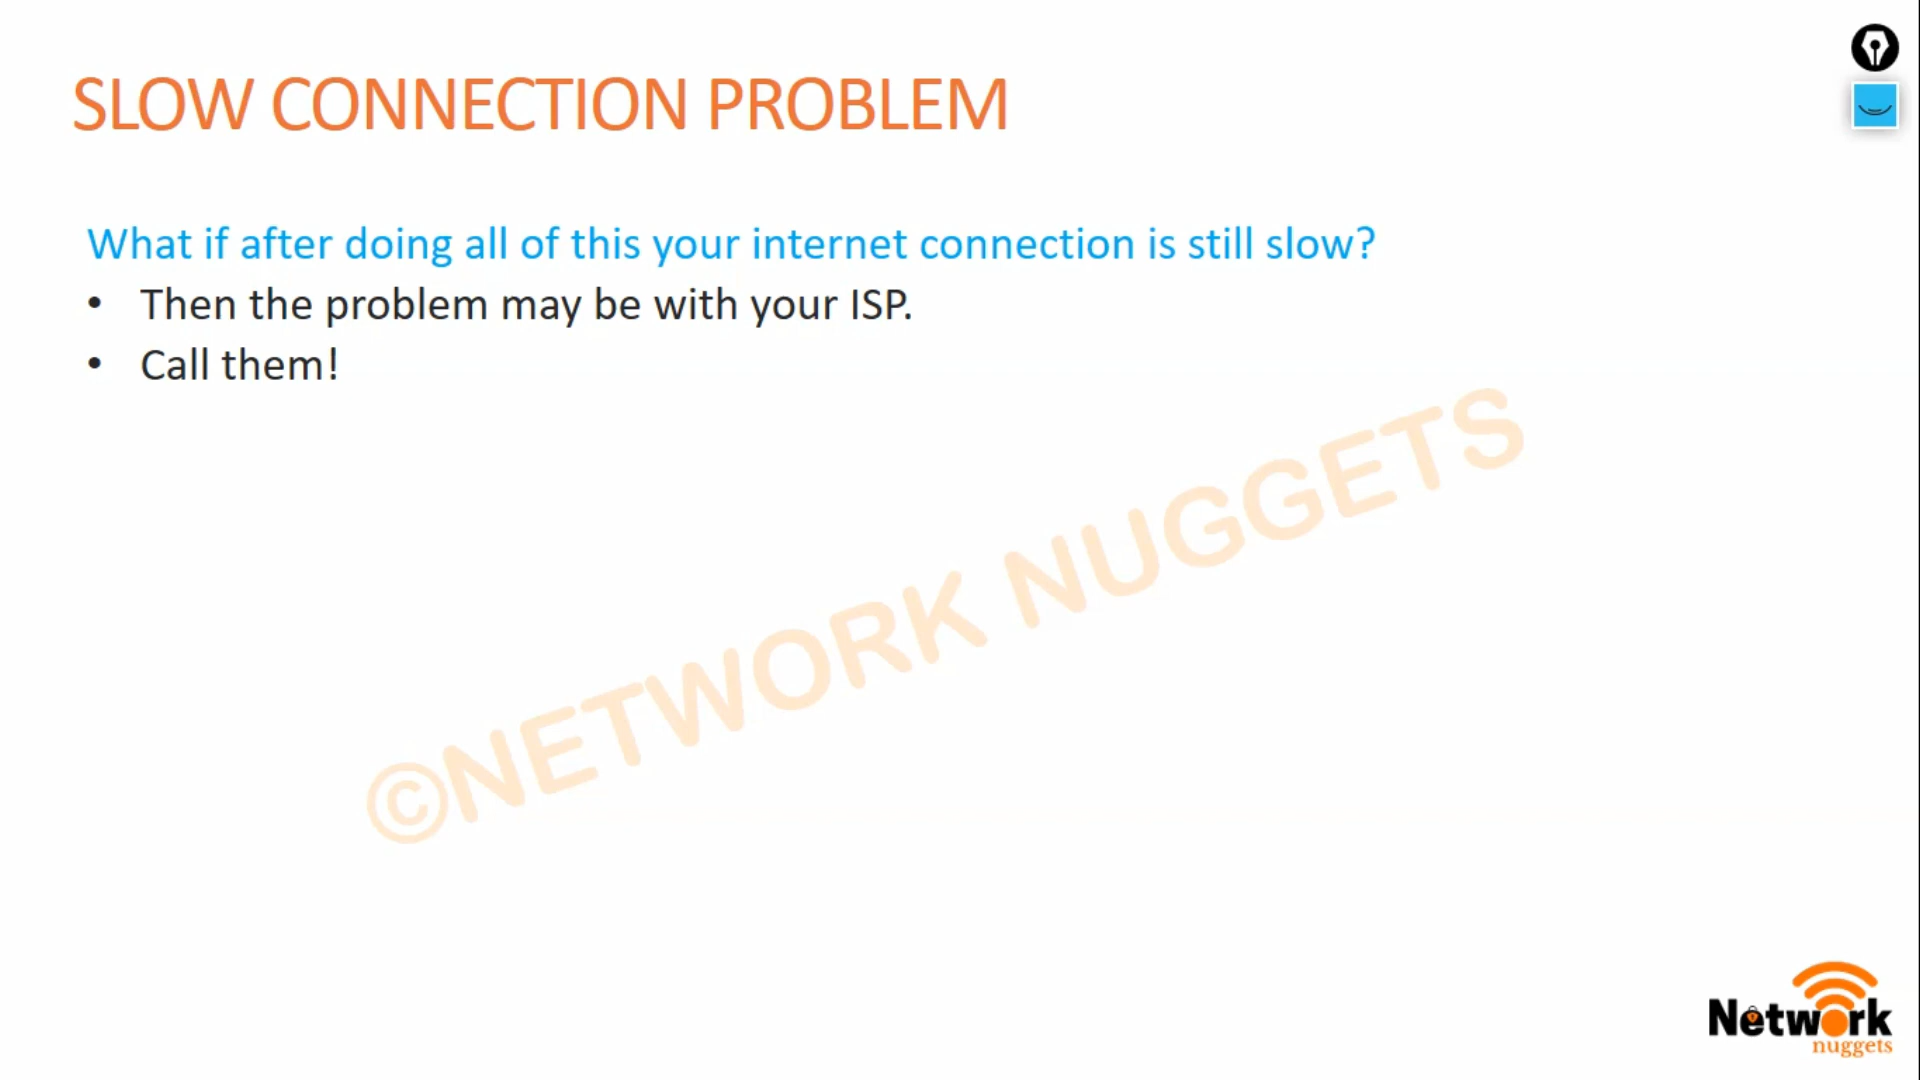 SLOW CONNECTION PROBLEM
What if after doing all of this your internet connection is still slow?
• Then the problem may be with your ISP.
• Call them!
©NETWORK NUGGETS
Network
nuggets